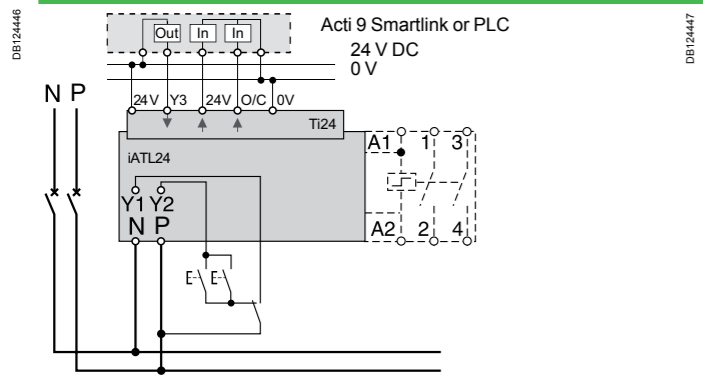 DB124446
DB124447
Out In In
Acti 9 Smartlink or PLC
24 V DC
0 V
N P
24V Y3 24V O/C 0V
Ti24
iATL24
A1 1 3
Y1 Y2
N P
A2 2 4
E
E